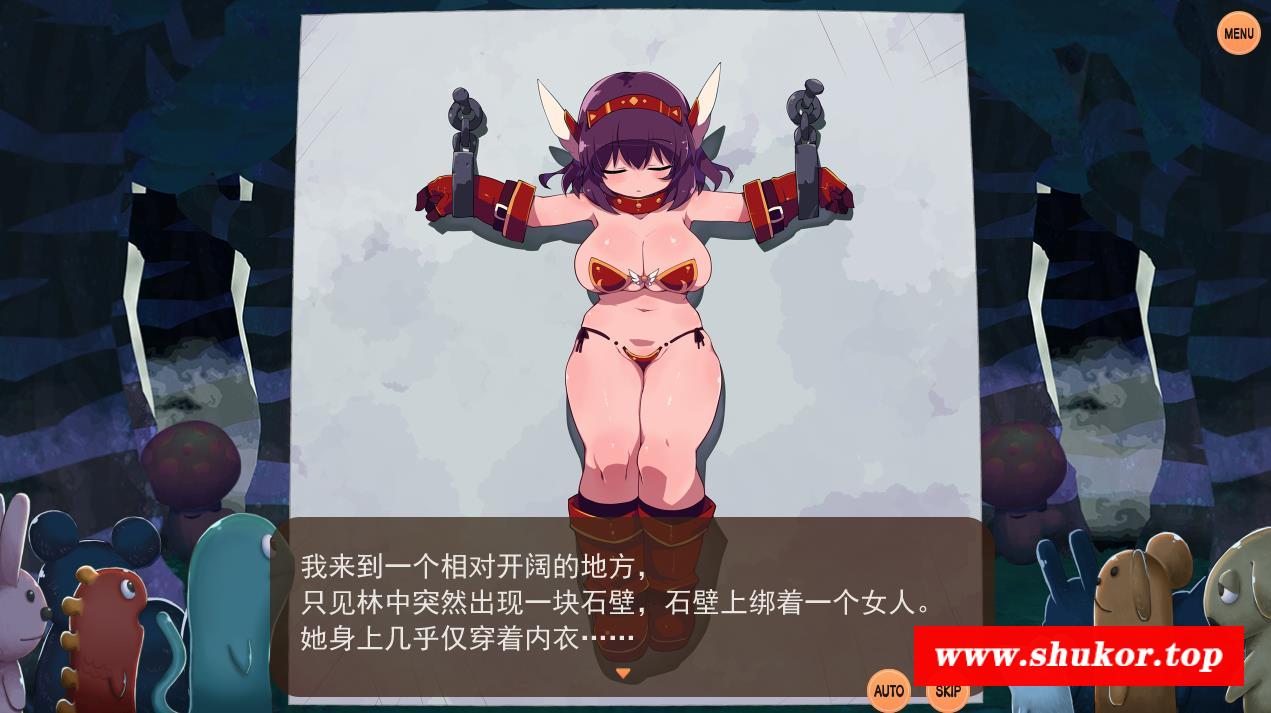 MENU
我来到一个相对开阔的地方，
只见林中突然出现一块石壁，石壁上绑着一个女人。
她身上几乎仅穿着内衣……
www.shukor.top
AUTO
SKIP